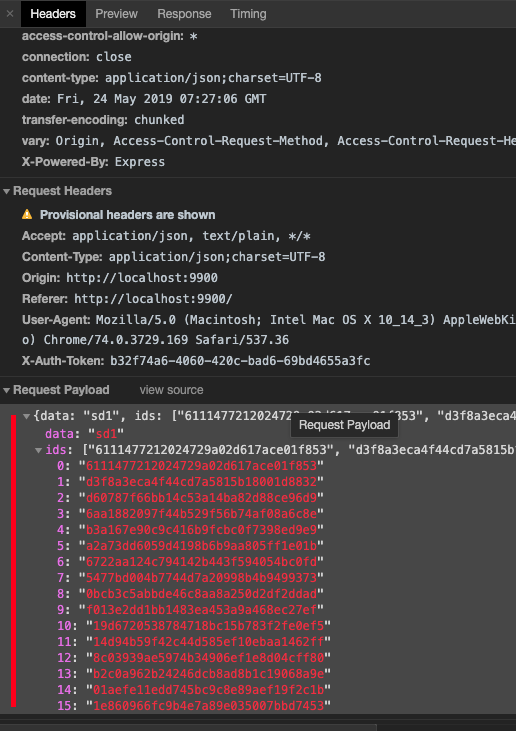 × Headers Preview Response Timing
access-control-allow-origin: *
connection: close
content-type: application/json;charset=UTF-8
date: Fri, 24 May 2019 07:27:06 GMT
transfer-encoding: chunked
vary: Origin, Access-Control-Request-Method, Access-Control-Request-He
X-Powered-By: Express
Request Headers
Provisional headers are shown
Accept: application/json, text/plain, */*
Content-Type: application/json;charset=UTF-8
Origin: http://localhost:9900
Referer: http://localhost:9900/
User-Agent: Mozilla/5.0 (Macintosh; Intel Mac OS X 10_14_3) AppleWebKi
o) Chrome/74.0.3729.169 Safari/537.36
X-Auth-Token: b32f74a6-4060-420c-bad6-69bd4655a3fc
Request Payload view source
{data: "sd1", ids: ["6111477212024729a02d617ace01f853", "d3f8a3eca4
Request Payload
data: "sd1"
ids: ["6111477212024729a02d617ace01f853", "d3f8a3eca4f44cd7a5815b
0: "6111477212024729a02d617ace01f853"
1: "d3f8a3eca4f44cd7a5815b18001d8832"
2: "d60787f66bb14c53a14ba82d88ce96d9"
3: "6aa1882097f44b529f56b74af08a6c8e"
4: "b3a167e90c9c416b9fcbc0f7398ed9e9"
5: "a2a73dd6059d4198b6b9aa805ff1e01b"
6: "6722aa124c794142b443f594054bc0fd"
7: "5477bd004b7744d7a20998b4b9499373"
8: "0bcb3c5abbde46c8aa8a250d2df2ddad"
9: "f013e2dd1bb1483ea453a9a468ec27ef"
10: "19d6720538784718bc15b783f2fe0ef5"
11: "14d94b59f42c44d585ef10ebaa1462ff"
12: "8c03939ae5974b34906ef1e8d04cff80"
13: "b2c0a962b24246dcb8ad8b1c19068a9e"
14: "01aefe11edd745bc9c8e89aef19f2c1b"
15: "1e860966fc9b4e7a89e035007bbd7453"